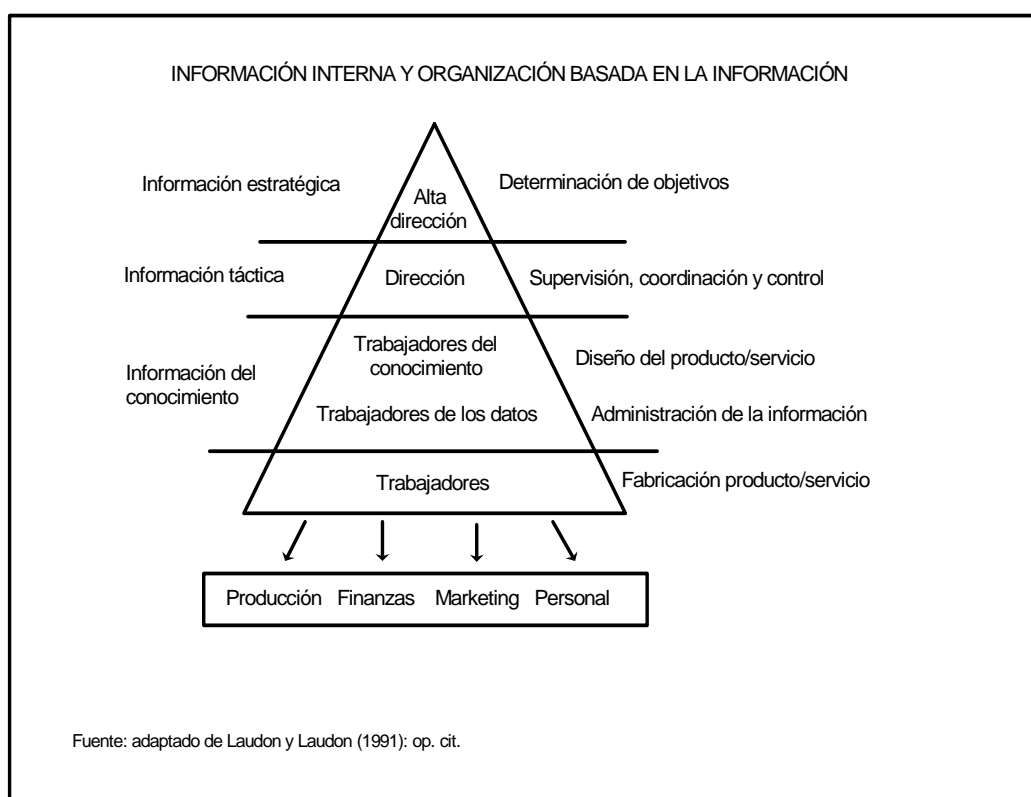 INFORMACIÓN INTERNA Y ORGANIZACIÓN BASADA EN LA INFORMACIÓN
Información estratégica
Alta
dirección
Determinación de objetivos
Información táctica
Dirección
Supervisión, coordinación y control
Información del
conocimiento
Trabajadores del
conocimiento
Diseño del producto/servicio
Trabajadores de los datos
Administración de la información
Trabajadores
Fabricación producto/servicio
Producción Finanzas Marketing Personal
Fuente: adaptado de Laudon y Laudon (1991): op. cit.